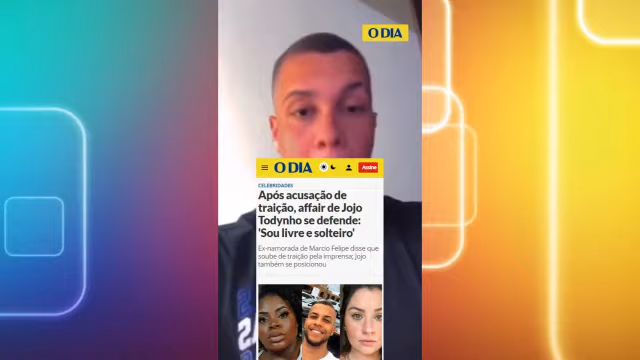 O DIA
O DIA
Assine
CELEBRIDADES
Após acusação de
traição, affair de Jojo
Todynho se defende:
'Sou livre e solteiro'
Ex-namorada de Marcio Felipe disse que
soube de traição pela imprensa; Jojo
também se posicionou